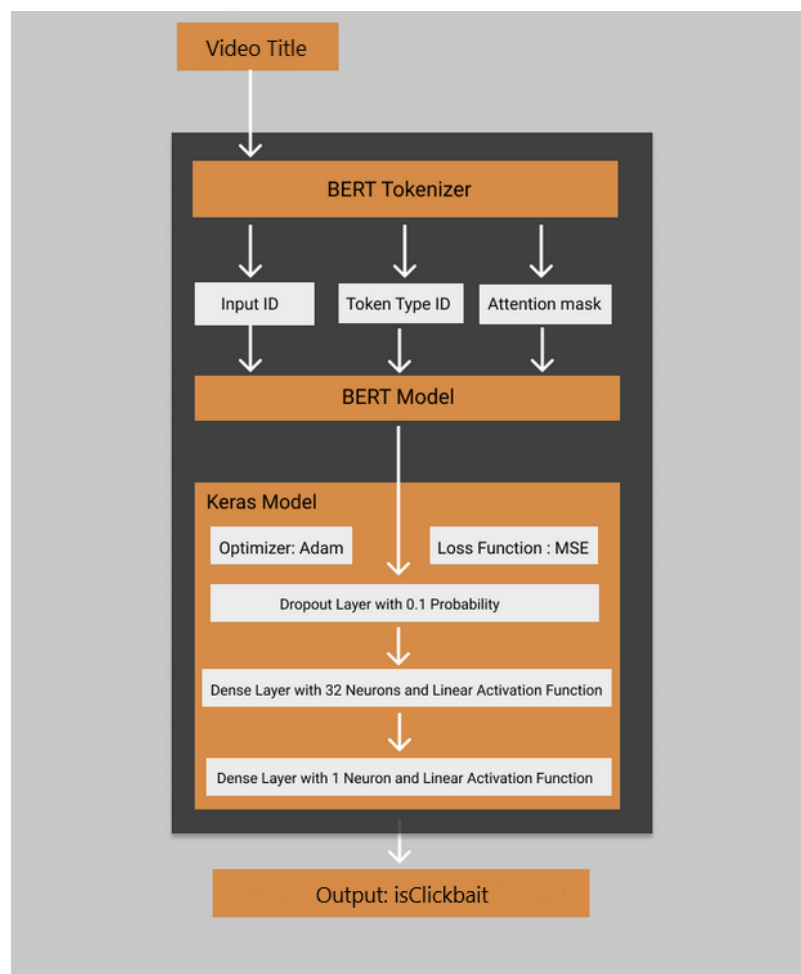 Video Title
BERT Tokenizer
Input ID
Token Type ID
Attention mask
BERT Model
Keras Model
Optimizer: Adam
Loss Function : MSE
Dropout Layer with 0.1 Probability
Dense Layer with 32 Neurons and Linear Activation Function
Dense Layer with 1 Neuron and Linear Activation Function
Output: isClickbait